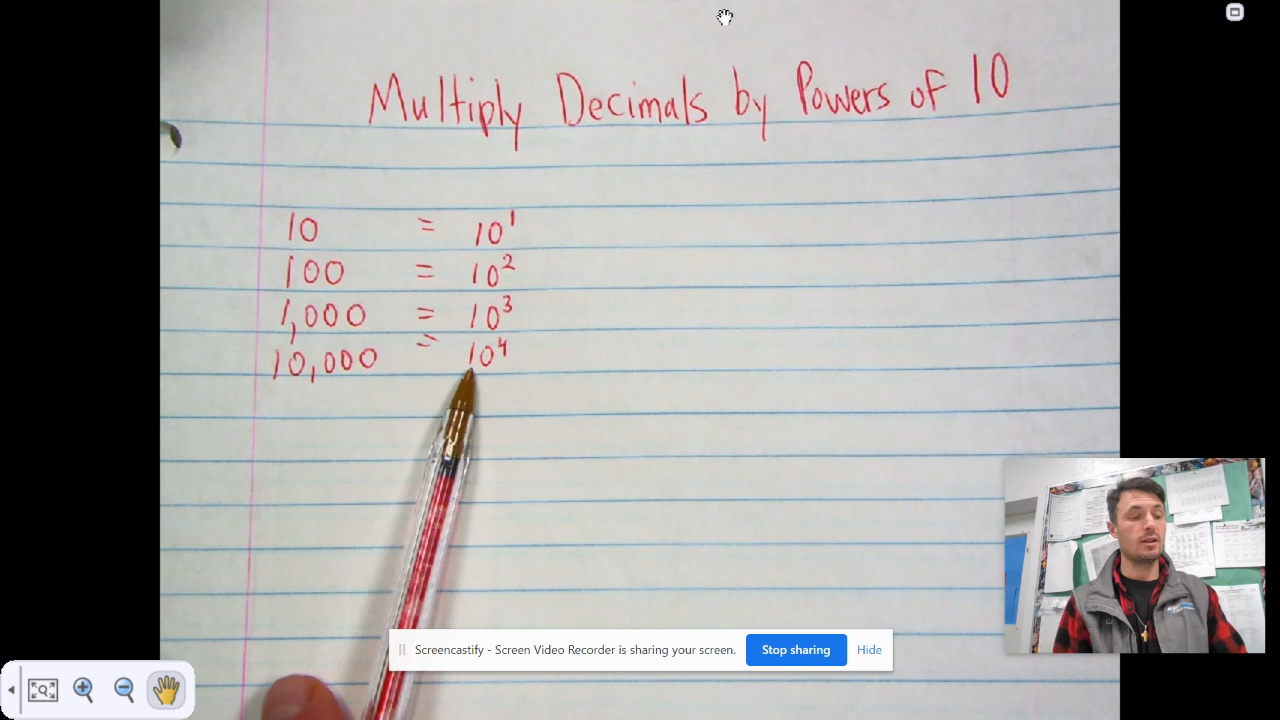 Multiply Decimals by Powers of 10
10 = 10¹
100 = 10²
1,000 = 10³
10,000 = 10⁴
Screencastify - Screen Video Recorder is sharing your screen. Stop sharing Hide